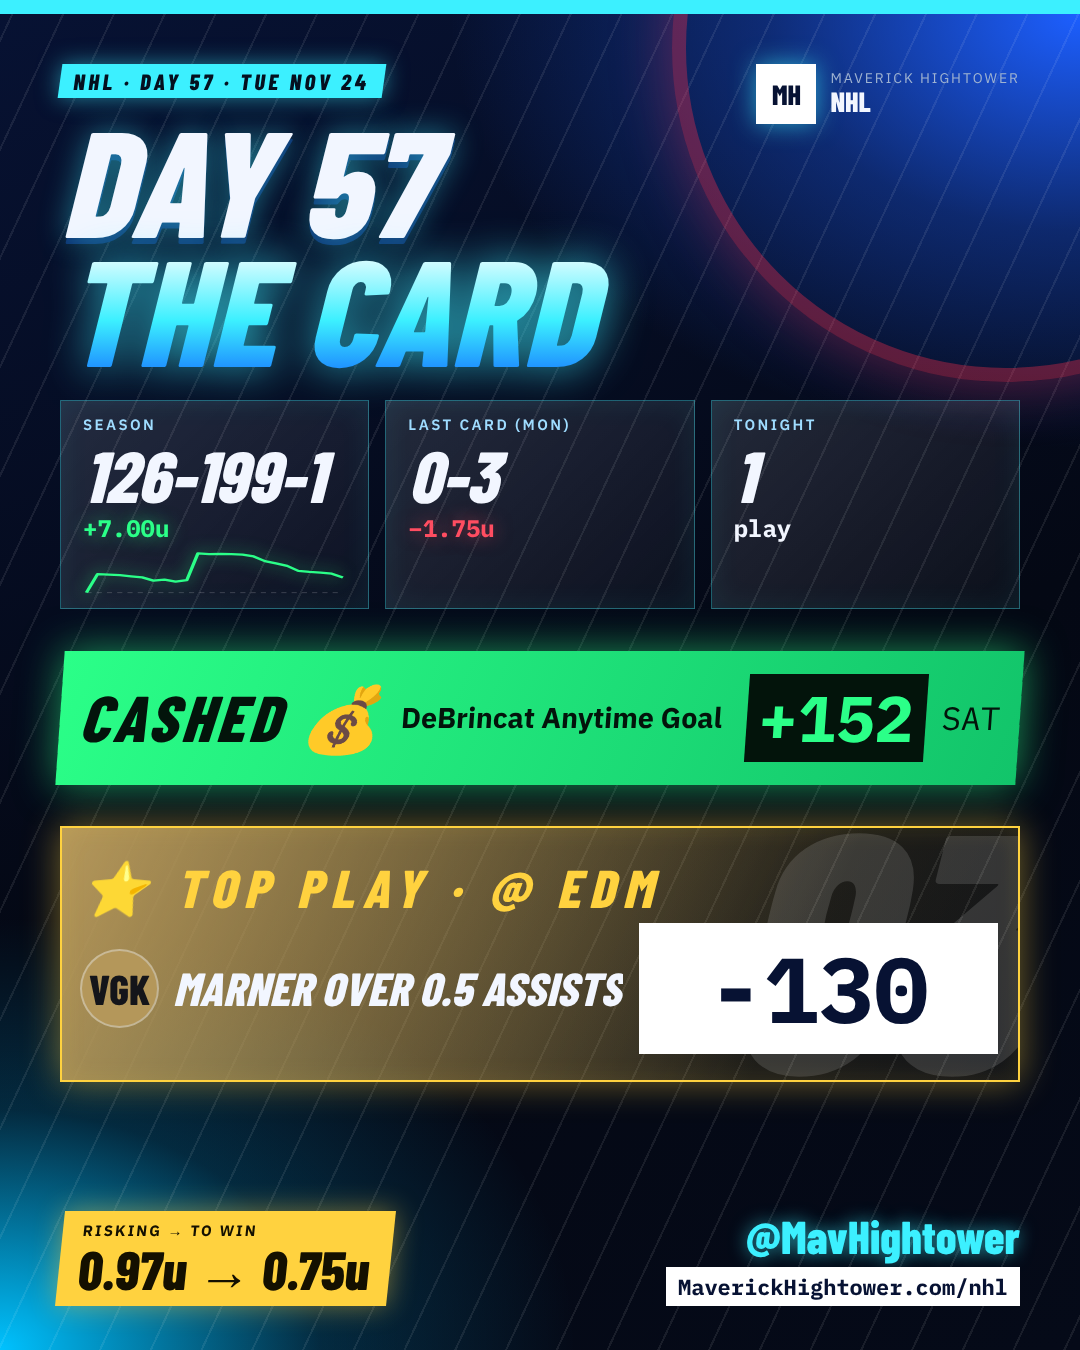 NHL · DAY 57 · TUE NOV 24
MH
MAVERICK HIGHTOWER
NHL
DAY 57
THE CARD
SEASON
126-199-1
+7.00u
LAST CARD (MON)
0-3
−1.75u
TONIGHT
1
play
CASHED 💰 DeBrincat Anytime Goal +152 SAT
⭐ TOP PLAY · @ EDM
VGK MARNER OVER 0.5 ASSISTS -130
RISKING → TO WIN
0.97u → 0.75u
@MavHightower
MaverickHightower.com/nhl